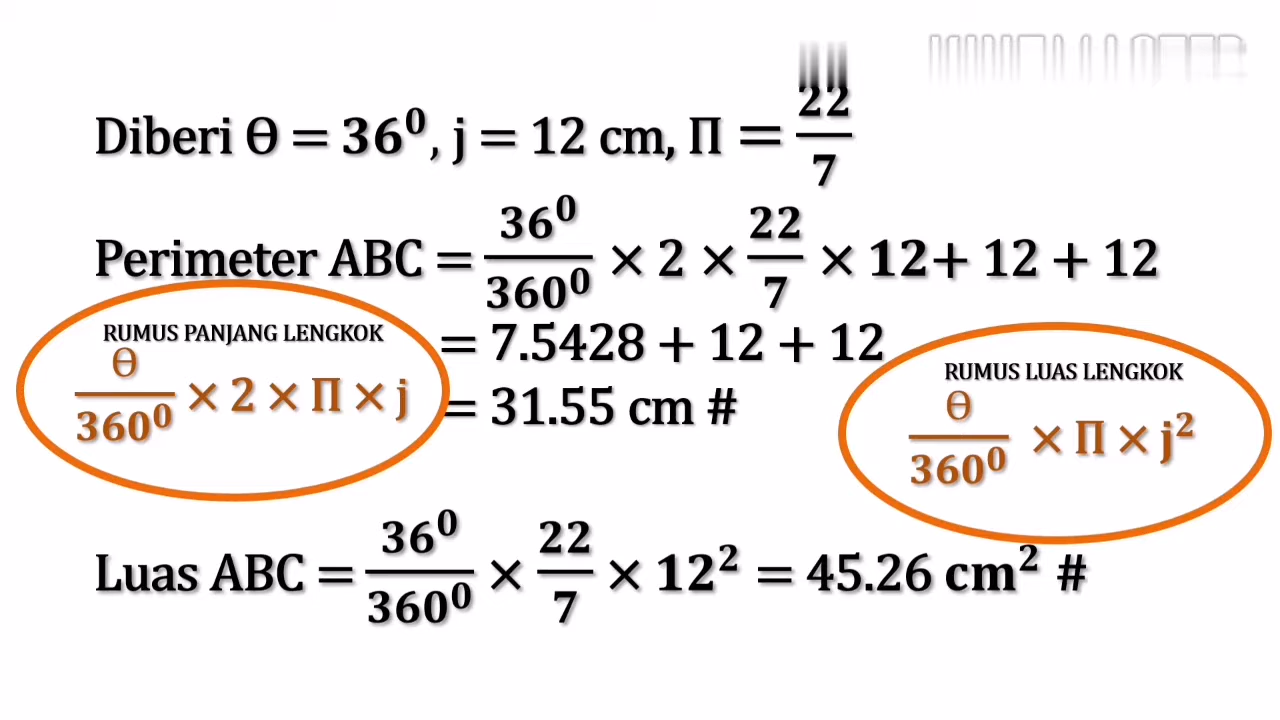 Diberi Ө = 36⁰, j = 12 cm, Π = 22/7
Perimeter ABC = 36⁰/360⁰ × 2 × 22/7 × 12 + 12 + 12
= 7.5428 + 12 + 12
= 31.55 cm #
RUMUS PANJANG LENGKOK
Ө/360⁰ × 2 × Π × j
RUMUS LUAS LENGKOK
Ө/360⁰ × Π × j²
Luas ABC = 36⁰/360⁰ × 22/7 × 12² = 45.26 cm² #